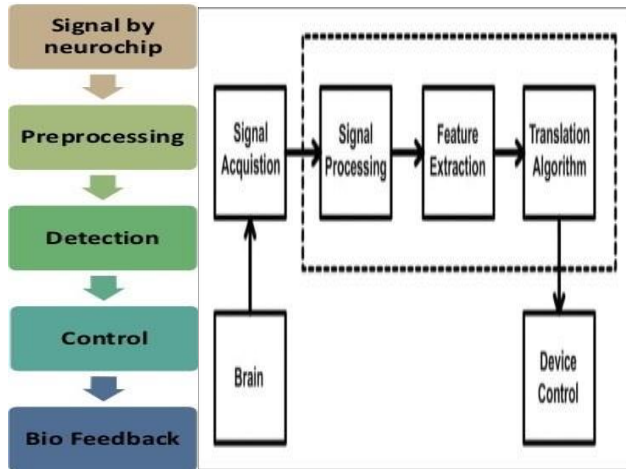 Signal by
neurochip
Preprocessing
Detection
Control
Bio Feedback
Signal
Acquistion
Signal
Processing
Feature
Extraction
Translation
Algorithm
Brain
Device
Control